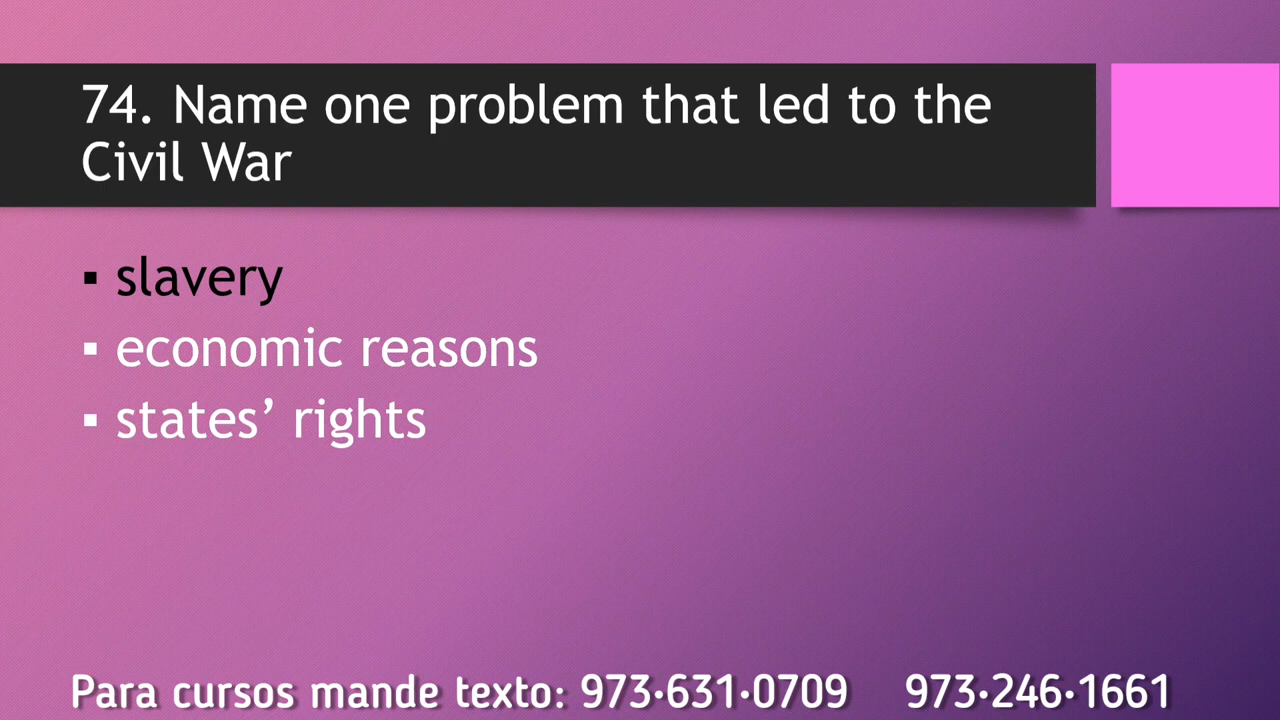 74. Name one problem that led to the
Civil War
▪ slavery
▪ economic reasons
▪ states’ rights
Para cursos mande texto: 973·631·0709 973·246·1661